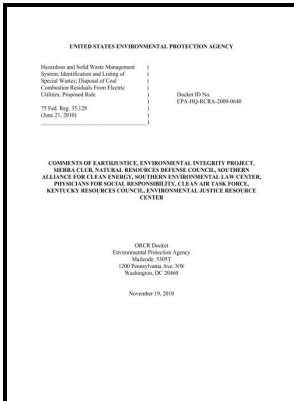 UNITED STATES ENVIRONMENTAL PROTECTION AGENCY
Hazardous and Solid Waste Management )
System; Identification and Listing of )
Special Wastes; Disposal of Coal )
Combustion Residuals From Electric )
Utilities; Proposed Rule ) Docket ID No.
) EPA-HQ-RCRA-2009-0640
75 Fed. Reg. 35,128 )
(June 21, 2010) )
)
COMMENTS OF EARTHJUSTICE, ENVIRONMENTAL INTEGRITY PROJECT,
SIERRA CLUB, NATURAL RESOURCES DEFENSE COUNCIL, SOUTHERN
ALLIANCE FOR CLEAN ENERGY, SOUTHERN ENVIRONMENTAL LAW CENTER,
PHYSICIANS FOR SOCIAL RESPONSIBILITY, CLEAN AIR TASK FORCE,
KENTUCKY RESOURCES COUNCIL, ENVIRONMENTAL JUSTICE RESOURCE
CENTER
ORCR Docket
Environmental Protection Agency
Mailcode: 5305T
1200 Pennsylvania Ave. NW
Washington, DC 20460
November 19, 2010